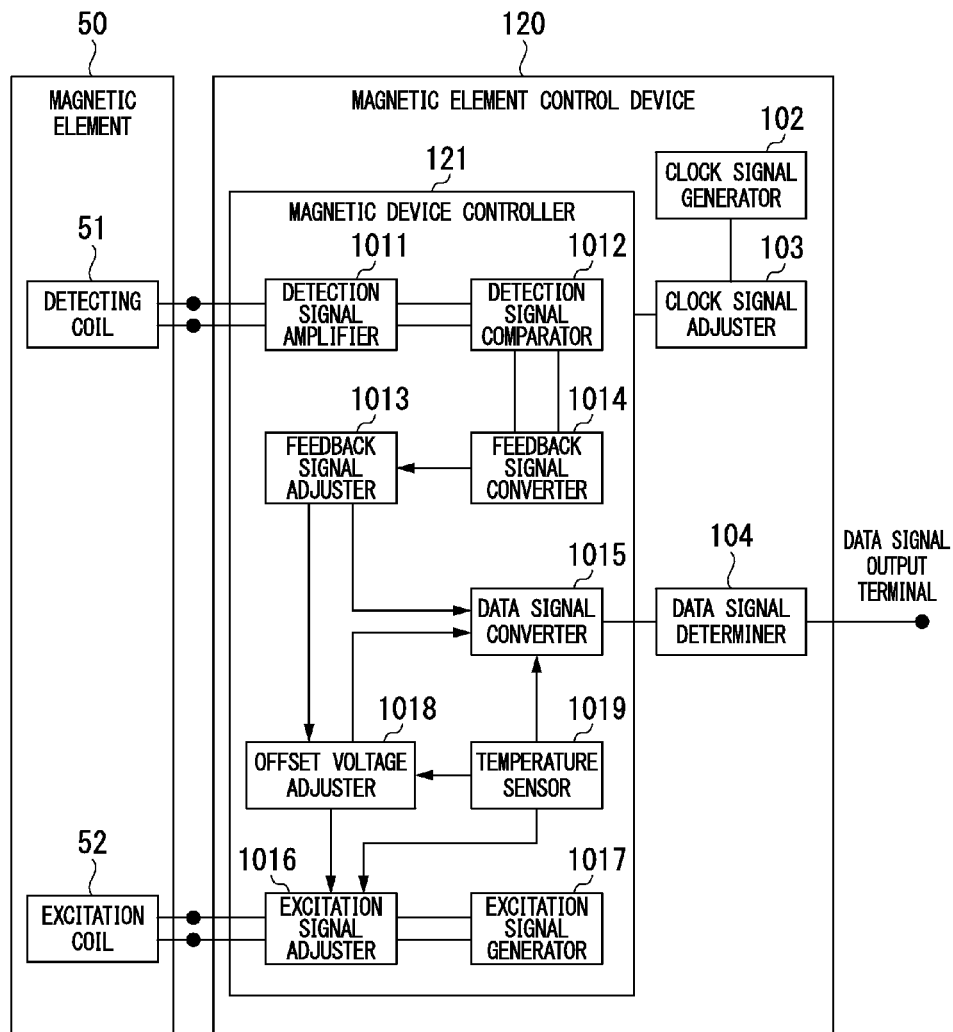 50
120
MAGNETIC
ELEMENT
MAGNETIC ELEMENT CONTROL DEVICE
102
CLOCK SIGNAL
GENERATOR
121
MAGNETIC DEVICE CONTROLLER
51
1011
1012
103
DETECTING
COIL
DETECTION
SIGNAL
AMPLIFIER
DETECTION
SIGNAL
COMPARATOR
CLOCK SIGNAL
ADJUSTER
1013
1014
FEEDBACK
SIGNAL
ADJUSTER
FEEDBACK
SIGNAL
CONVERTER
1015
104
DATA SIGNAL
OUTPUT
TERMINAL
DATA SIGNAL
CONVERTER
DATA SIGNAL
DETERMINER
1018
1019
OFFSET VOLTAGE
ADJUSTER
TEMPERATURE
SENSOR
52
1016
1017
EXCITATION
COIL
EXCITATION
SIGNAL
ADJUSTER
EXCITATION
SIGNAL
GENERATOR